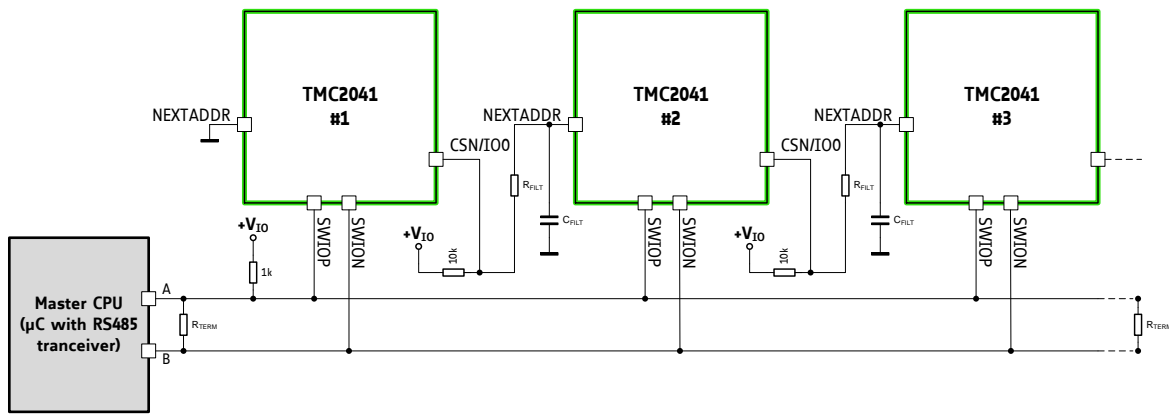 TMC2041
#1
TMC2041
#2
TMC2041
#3
NEXTADDR
CSN/IO0
NEXTADDR
CSN/IO0
NEXTADDR
RFILT
CFILT
RFILT
CFILT
SWIOP
SWION
SWIOP
SWION
SWIOP
SWION
+VIO
1k
+VIO
10k
+VIO
10k
Master CPU
(µC with RS485
tranceiver)
A
B
RTERM
RTERM